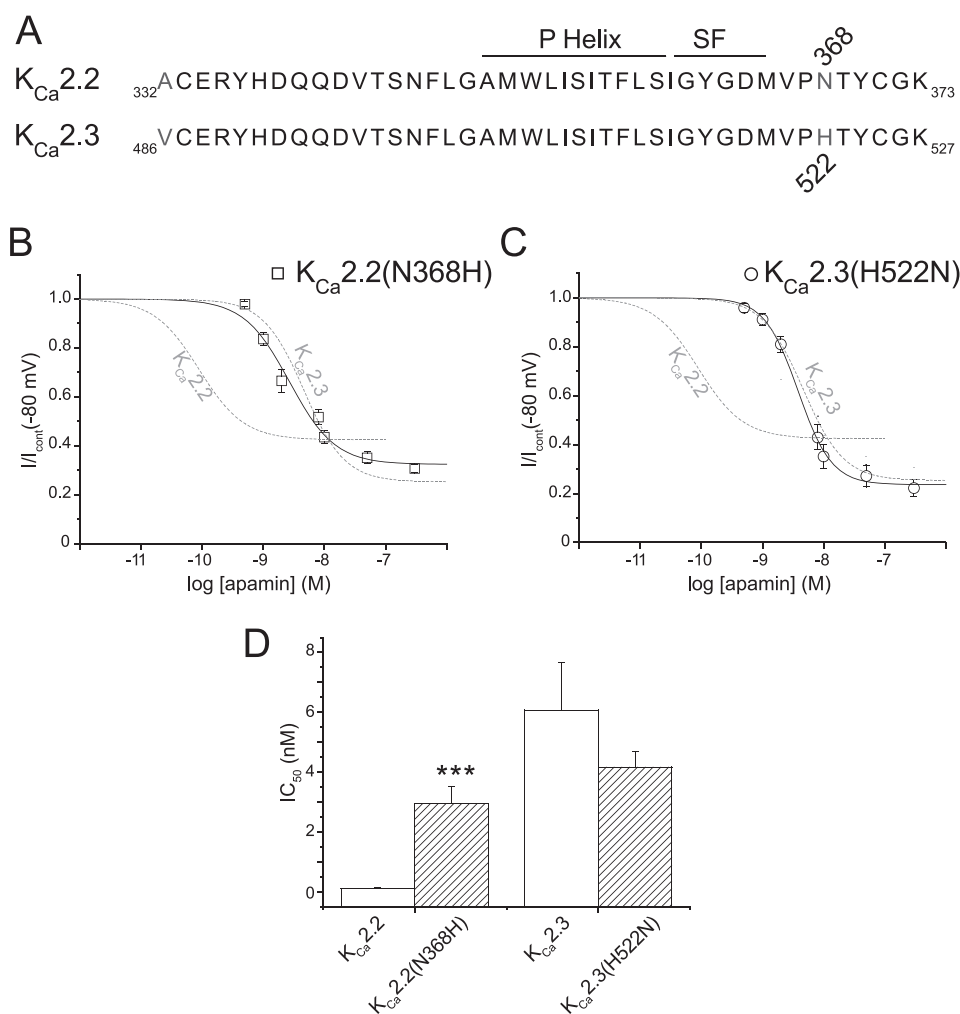 A
P Helix SF 368
KCa2.2 332ACERYHDQQDVTSNFLGAMWLISITFLSIGYGDMVPNTYCGK373
KCa2.3 486VCERYHDQQDVTSNFLGAMWLISITFLSIGYGDMVPHTYCGK527
522
B
KCa2.2(N368H)
1.0
0.8
0.6
0.4
0.2
0
I/Icont(-80 mV)
KCa2.2
KCa2.3
-11 -10 -9 -8 -7
log [apamin] (M)
C
KCa2.3(H522N)
1.0
0.8
0.6
0.4
0.2
0
I/Icont(-80 mV)
KCa2.2
KCa2.3
-11 -10 -9 -8 -7
log [apamin] (M)
D
8
6
4
2
0
IC50 (nM)
***
KCa2.2
KCa2.2(N368H)
KCa2.3
KCa2.3(H522N)